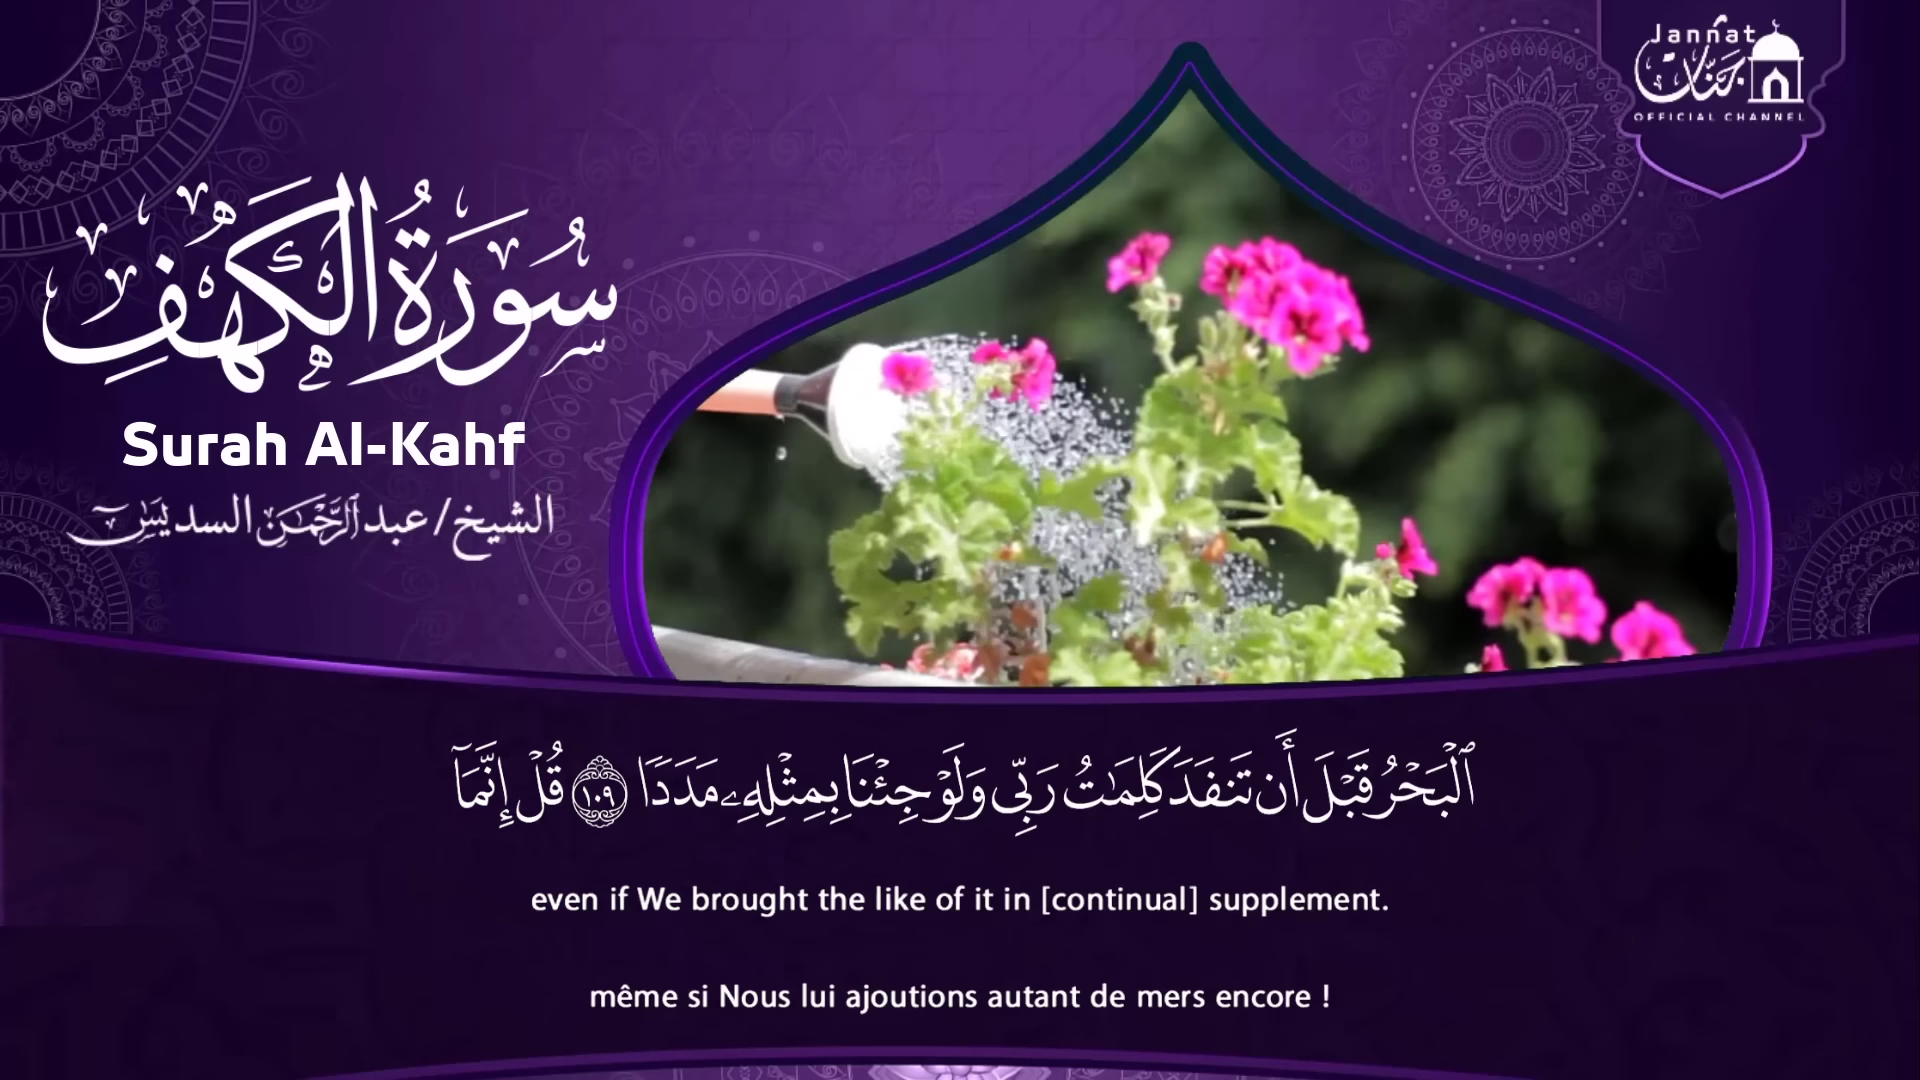 Jannat
جنات
OFFICIAL CHANNEL
سُورَةُ الكَهْفِ
Surah Al-Kahf
الشيخ / عبد الرحمن السديس
ٱلْبَحْرُ قَبْلَ أَن تَنفَدَ كَلِمَـٰتُ رَبِّى وَلَوْ جِئْنَا بِمِثْلِهِۦ مَدَدًا ١٠٩ قُلْ إِنَّمَآ
even if We brought the like of it in [continual] supplement.
même si Nous lui ajoutions autant de mers encore !